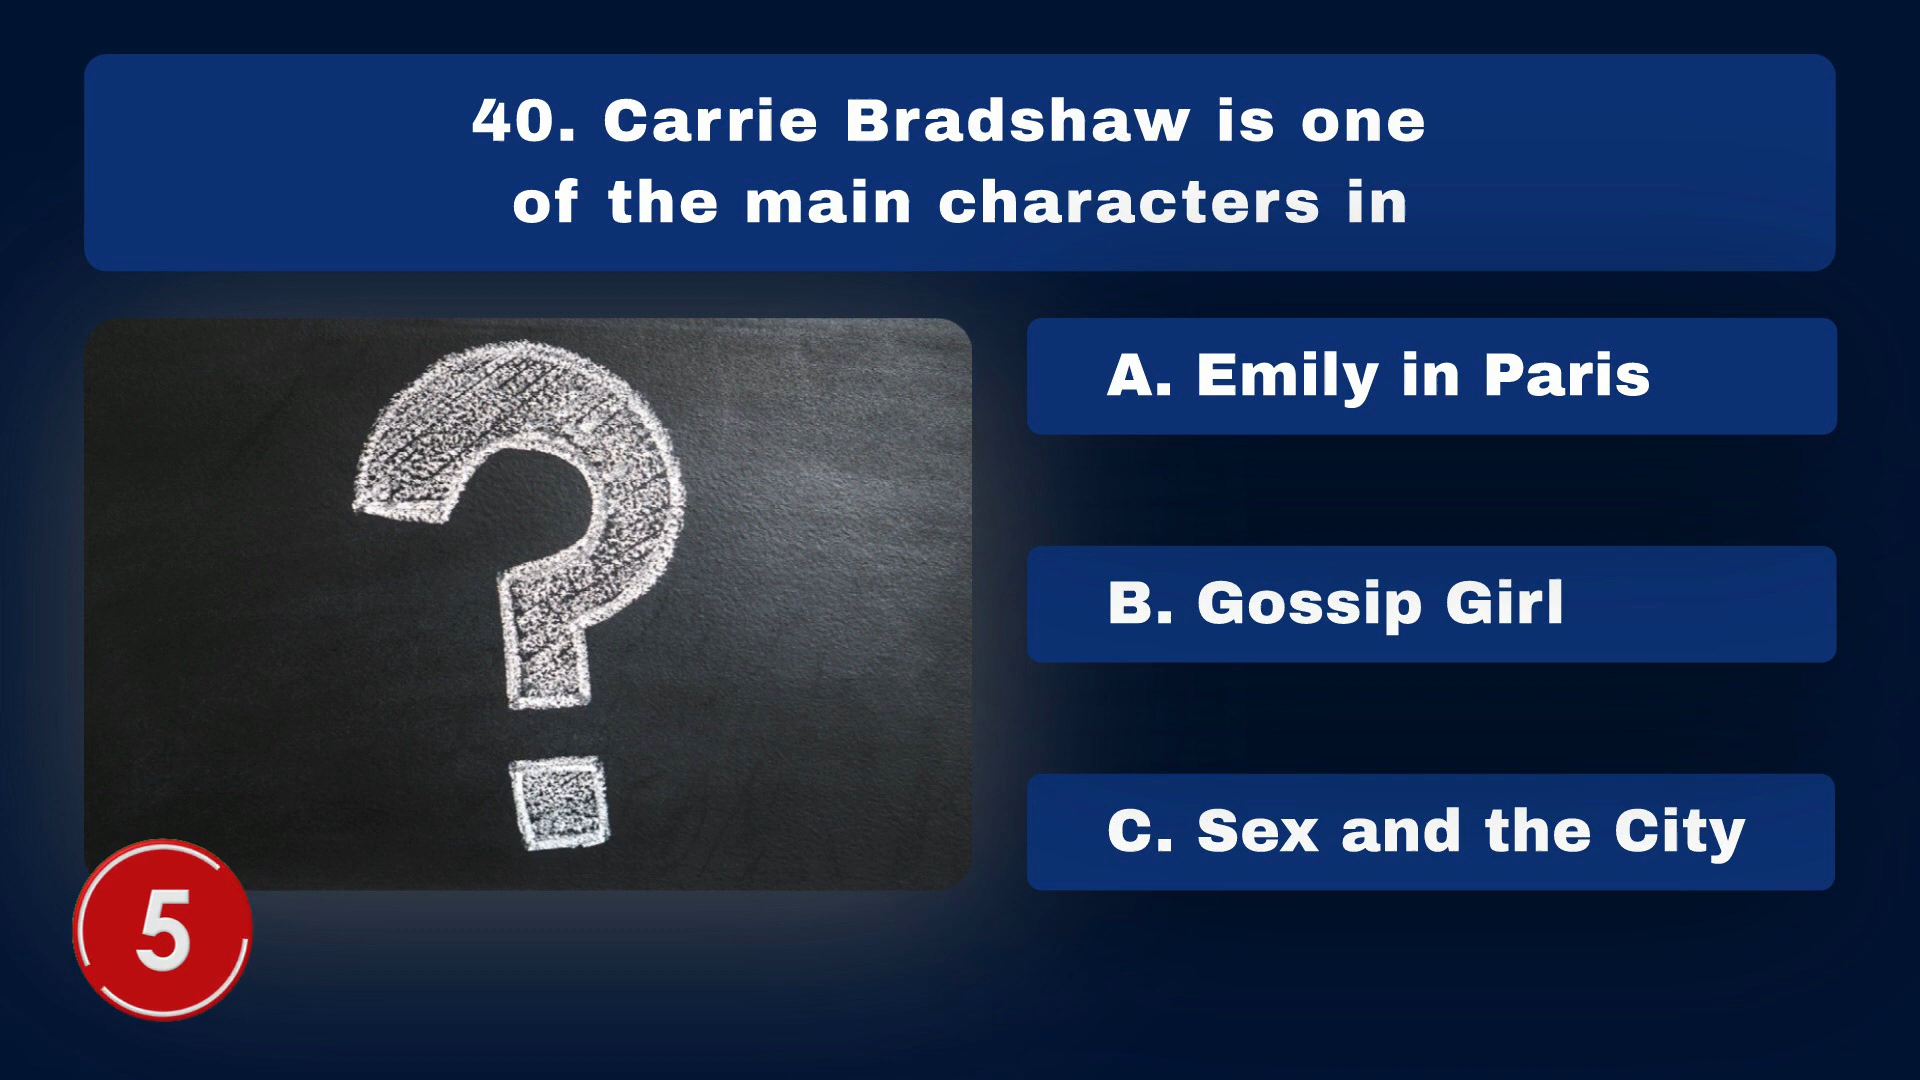 40. Carrie Bradshaw is one
of the main characters in
A. Emily in Paris
B. Gossip Girl
C. Sex and the City
5